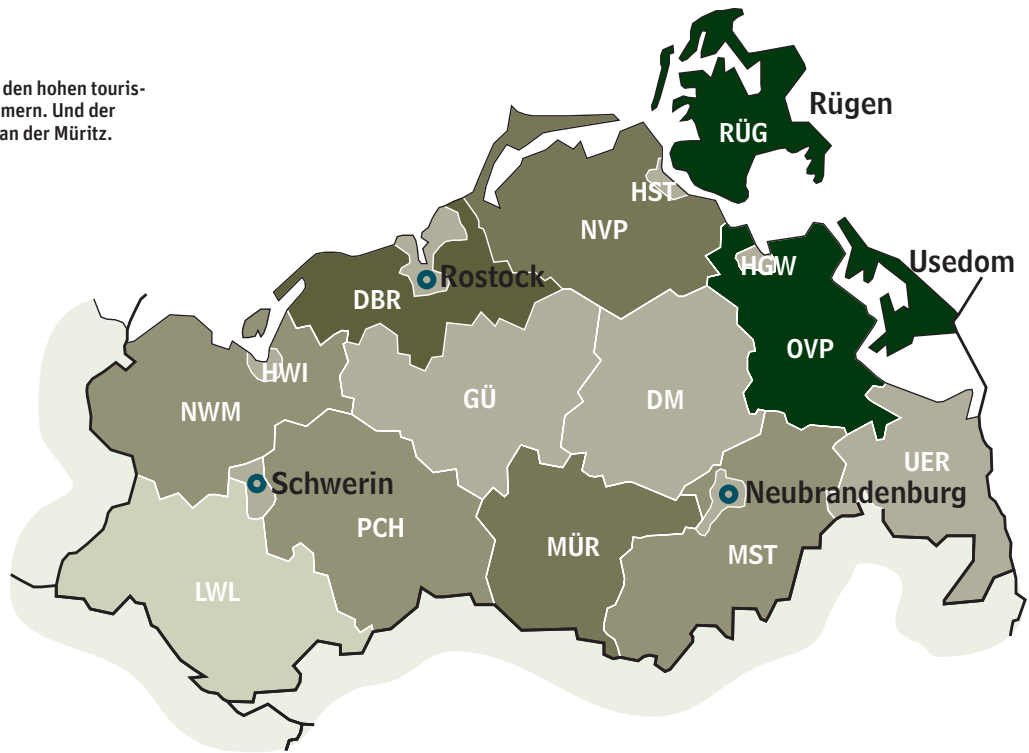 den hohen touris-
mern. Und der
an der Müritz.
Rügen
RÜG
HST
NVP
Usedom
HGW
Rostock
DBR
OVP
HWI
GÜ
DM
NWM
UER
Schwerin
Neubrandenburg
PCH
MÜR
MST
LWL